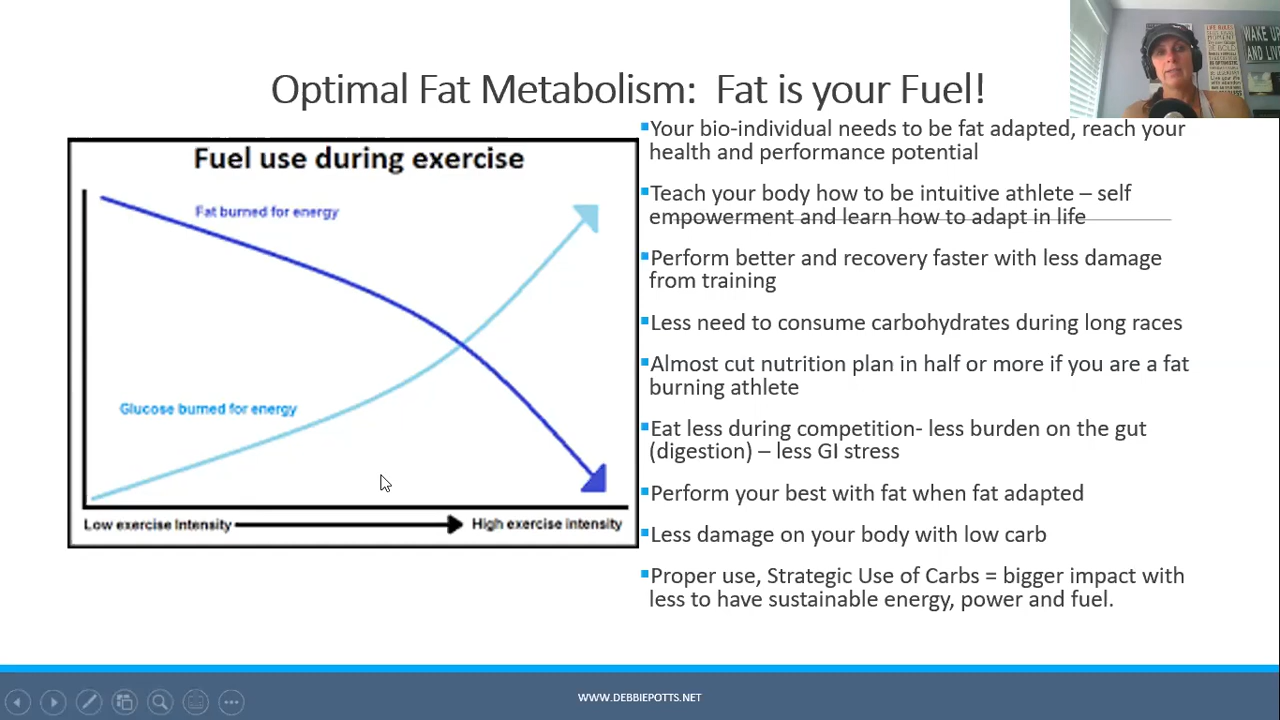 Optimal Fat Metabolism: Fat is your Fuel!
WAKE UP
AND LIVE
Fuel use during exercise
Fat burned for energy
Glucose burned for energy
Low exercise Intensity
High exercise intensity
Your bio-individual needs to be fat adapted, reach your
health and performance potential
Teach your body how to be intuitive athlete – self
empowerment and learn how to adapt in life
Perform better and recovery faster with less damage
from training
Less need to consume carbohydrates during long races
Almost cut nutrition plan in half or more if you are a fat
burning athlete
Eat less during competition- less burden on the gut
(digestion) – less GI stress
Perform your best with fat when fat adapted
Less damage on your body with low carb
Proper use, Strategic Use of Carbs = bigger impact with
less to have sustainable energy, power and fuel.
WWW.DEBBIEPOTTS.NET